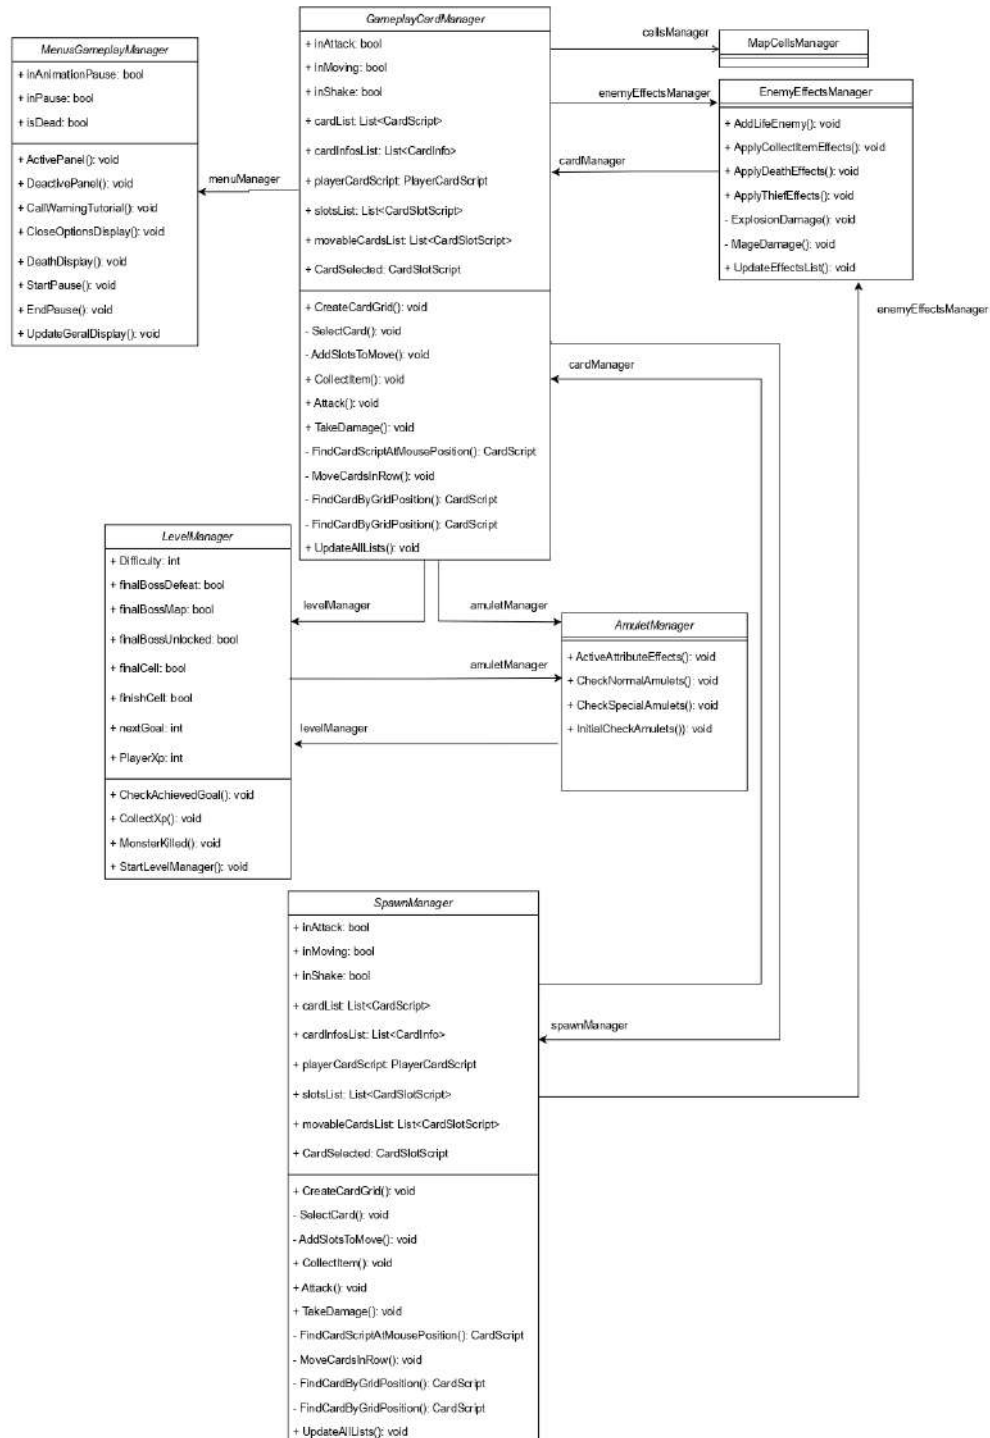 GameplayCardManager
+ inAttack: bool
+ inMoving: bool
+ inShake: bool
+ cardList: List<CardScript>
+ cardInfosList: List<CardInfo>
+ playerCardScript: PlayerCardScript
+ slotsList: List<CardSlotScript>
+ movableCardsList: List<CardSlotScript>
+ CardSelected: CardSlotScript
+ CreateCardGrid(): void
- SelectCard(): void
- AddSlotsToMove(): void
+ CollectItem(): void
+ Attack(): void
+ TakeDamage(): void
- FindCardScriptAtMousePosition(): CardScript
- MoveCardsInRow(): void
- FindCardByGridPosition(): CardScript
- FindCardByGridPosition(): CardScript
+ UpdateAllLists(): void
MenusGameplayManager
+ inAnimationPause: bool
+ inPause: bool
+ isDead: bool
+ ActivePanel(): void
+ DeactivePanel(): void
+ CallWarningTutorial(): void
+ CloseOptionsDisplay(): void
+ DeathDisplay(): void
+ StartPause(): void
+ EndPause(): void
+ UpdateGeralDisplay(): void
menuManager
cellsManager
MapCellsManager
enemyEffectsManager
cardManager
EnemyEffectsManager
+ AddLifeEnemy(): void
+ ApplyCollectItemEffects(): void
+ ApplyDeathEffects(): void
+ ApplyThiefEffects(): void
- ExplosionDamage(): void
- MageDamage(): void
+ UpdateEffectsList(): void
enemyEffectsManager
cardManager
LevelManager
+ Difficulty: int
+ finalBossDefeat: bool
+ finalBossMap: bool
+ finalBossUnlocked: bool
+ finalCell: bool
+ finishCell: bool
+ nextGoal: int
+ PlayerXp: int
+ CheckAchievedGoal(): void
+ CollectXp(): void
+ MonsterKilled(): void
+ StartLevelManager(): void
levelManager
amuletManager
amuletManager
levelManager
AmuletManager
+ ActiveAttributeEffects(): void
+ CheckNormalAmulets(): void
+ CheckSpecialAmulets(): void
+ InitialCheckAmulets()): void
SpawnManager
+ inAttack: bool
+ inMoving: bool
+ inShake: bool
+ cardList: List<CardScript>
+ cardInfosList: List<CardInfo>
+ playerCardScript: PlayerCardScript
+ slotsList: List<CardSlotScript>
+ movableCardsList: List<CardSlotScript>
+ CardSelected: CardSlotScript
+ CreateCardGrid(): void
- SelectCard(): void
- AddSlotsToMove(): void
+ CollectItem(): void
+ Attack(): void
+ TakeDamage(): void
- FindCardScriptAtMousePosition(): CardScript
- MoveCardsInRow(): void
- FindCardByGridPosition(): CardScript
- FindCardByGridPosition(): CardScript
+ UpdateAllLists(): void
spawnManager